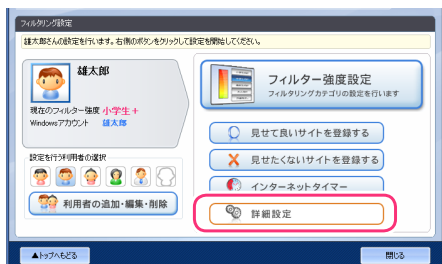 フィルタリング設定
雄太郎さんの設定を行います。右側のボタンをクリックして設定を開始してください。
雄太郎
現在のフィルター強度 小学生＋
Windowsアカウント 雄太郎
設定を行う利用者の選択
利用者の追加・編集・削除
フィルター強度設定
フィルタリングカテゴリの設定を行います
見せて良いサイトを登録する
見せたくないサイトを登録する
インターネットタイマー
詳細設定
▲トップへもどる
閉じる